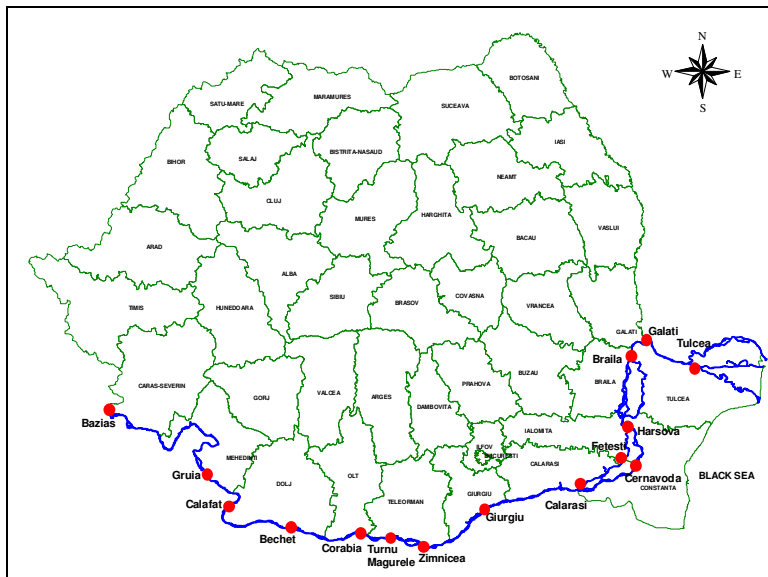 N
W E
S
BOTOSANI
SATU-MARE
MARAMURES
SUCEAVA
IASI
BIHOR
SALAJ
BISTRITA-NASAUD
NEAMT
CLUJ
MURES
HARGHITA
VASLUI
BACAU
ARAD
ALBA
TIMIS
HUNEDOARA
SIBIU
BRASOV
COVASNA
VRANCEA
GALATI
Galati
Tulcea
Braila
CARAS-SEVERIN
GORJ
VALCEA
ARGES
DAMBOVITA
PRAHOVA
BUZAU
BRAILA
TULCEA
Bazias
IALOMITA
Harsova
ILFOV
BUCURESTI
Fetesti
MEHEDINTI
CALARASI
Gruia
DOLJ
OLT
TELEORMAN
GIURGIU
Cernavoda
BLACK SEA
CONSTANTA
Calafat
Calarasi
Giurgiu
Bechet
Corabia
Turnu
Magurele
Zimnicea